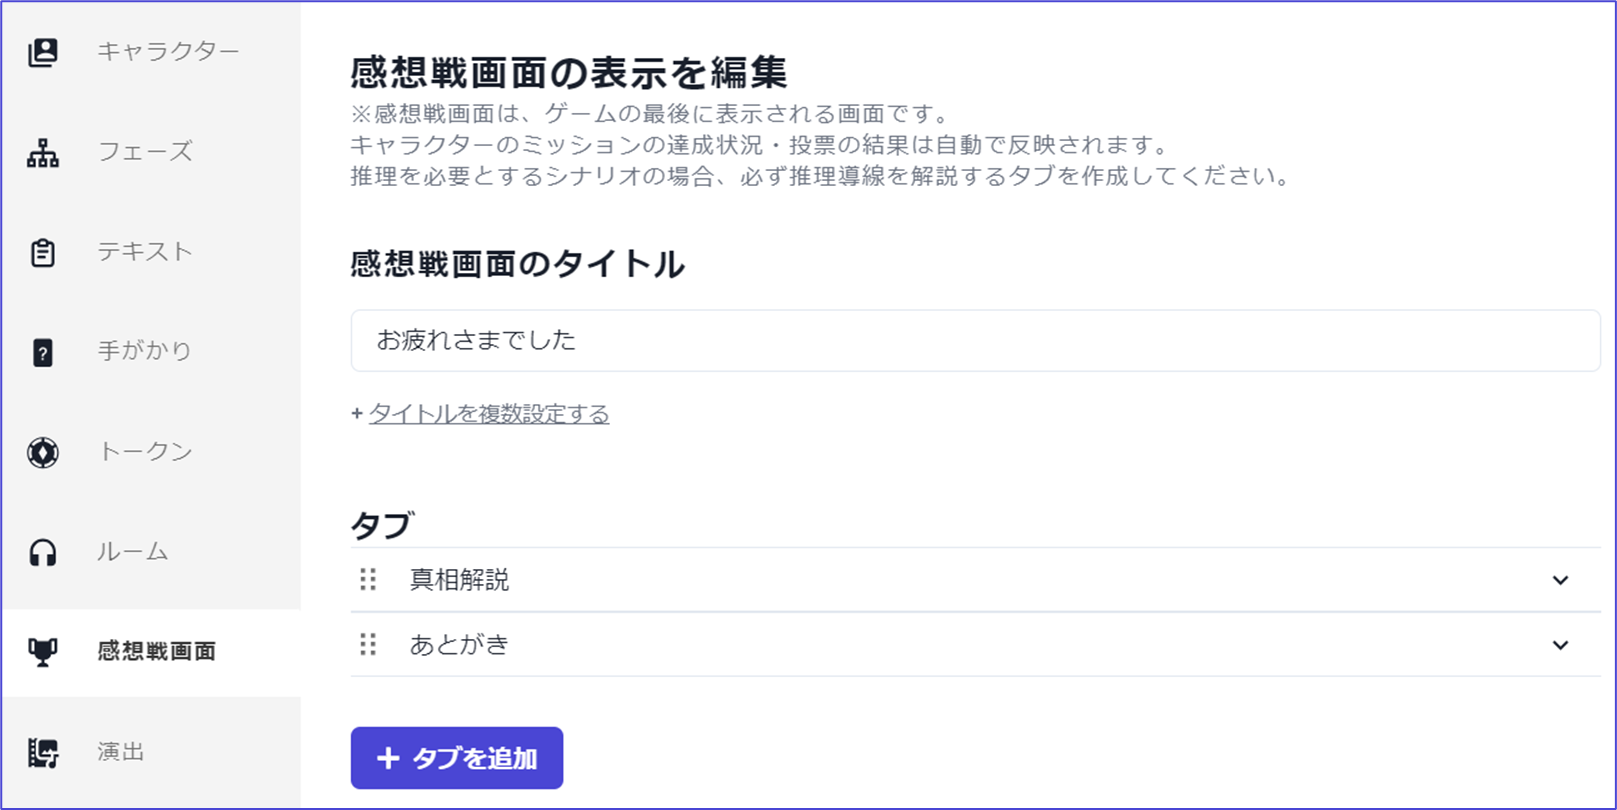 キャラクター
フェーズ
テキスト
手がかり
トークン
ルーム
感想戦画面
演出
感想戦画面の表示を編集
※感想戦画面は、ゲームの最後に表示される画面です。
キャラクターのミッションの達成状況・投票の結果は自動で反映されます。
推理を必要とするシナリオの場合、必ず推理導線を解説するタブを作成してください。
感想戦画面のタイトル
お疲れさまでした
+ タイトルを複数設定する
タブ
真相解説
あとがき
+ タブを追加